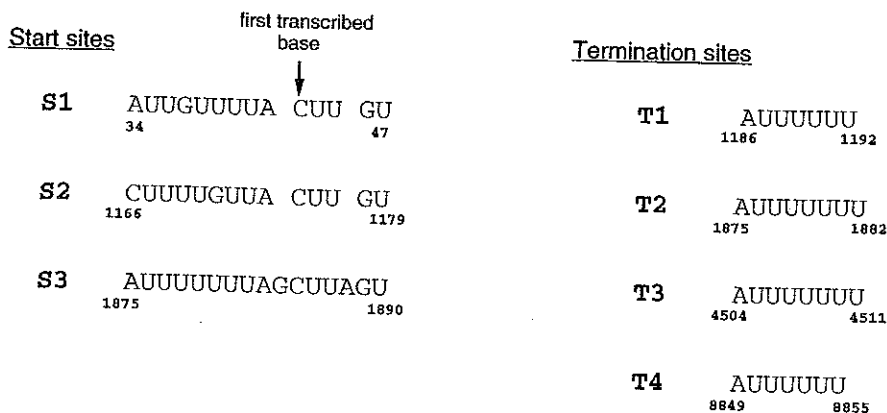 first transcribed
base
Start sites
Termination sites
S1 AUUGUUUUA CUU GU
34 47
T1 AUUUUUU
1186 1192
S2 CUUUUGUUA CUU GU
1166 1179
T2 AUUUUUUU
1875 1882
S3 AUUUUUUUAGCUUAGU
1875 1890
T3 AUUUUUUU
4504 4511
T4 AUUUUUU
8849 8855